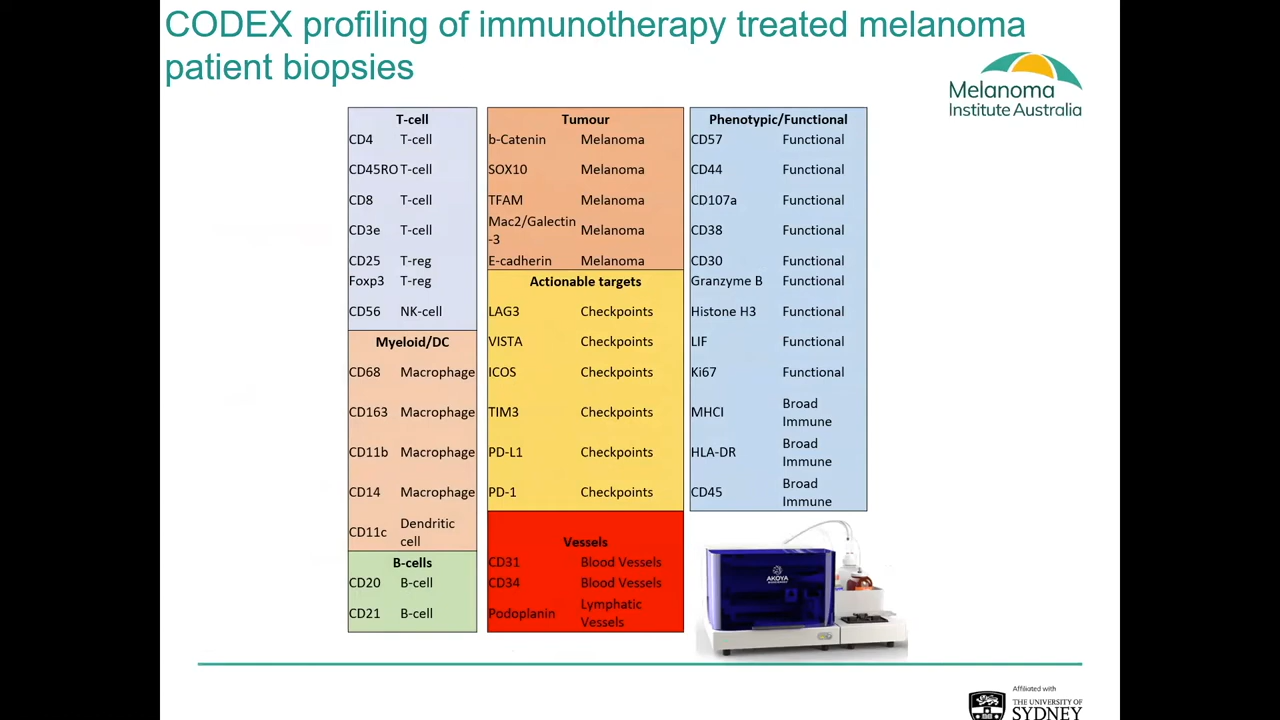 CODEX profiling of immunotherapy treated melanoma
patient biopsies
Melanoma
Institute Australia
T-cell
CD4 T-cell
CD45RO T-cell
CD8 T-cell
CD3e T-cell
CD25 T-reg
Foxp3 T-reg
CD56 NK-cell
Myeloid/DC
CD68 Macrophage
CD163 Macrophage
CD11b Macrophage
CD14 Macrophage
CD11c Dendritic
cell
B-cells
CD20 B-cell
CD21 B-cell
Tumour
b-Catenin Melanoma
SOX10 Melanoma
TFAM Melanoma
Mac2/Galectin
-3 Melanoma
E-cadherin Melanoma
Actionable targets
LAG3 Checkpoints
VISTA Checkpoints
ICOS Checkpoints
TIM3 Checkpoints
PD-L1 Checkpoints
PD-1 Checkpoints
Vessels
CD31 Blood Vessels
CD34 Blood Vessels
Podoplanin Lymphatic
Vessels
Phenotypic/Functional
CD57 Functional
CD44 Functional
CD107a Functional
CD38 Functional
CD30 Functional
Granzyme B Functional
Histone H3 Functional
LIF Functional
Ki67 Functional
MHCI Broad
Immune
HLA-DR Broad
Immune
CD45 Broad
Immune
AKOYA
Affiliated with
THE UNIVERSITY OF
SYDNEY